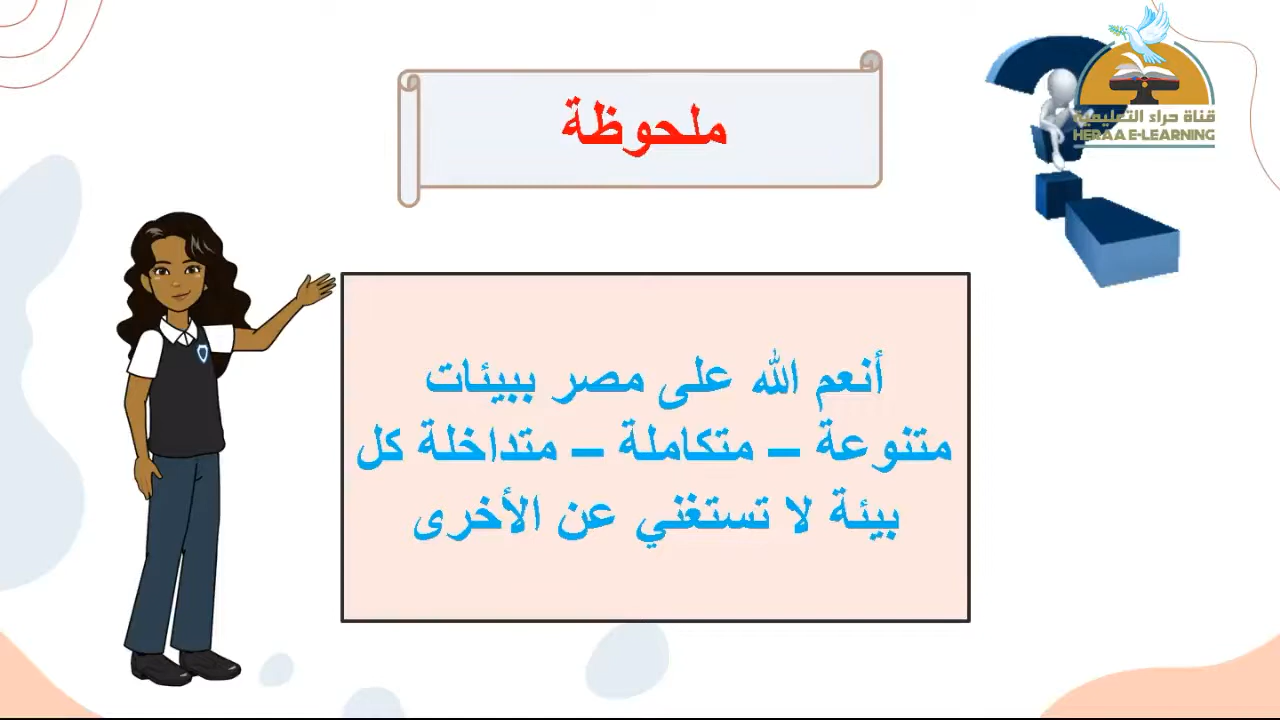 قناة حراء التعليمية
HERAA E-LEARNING
ملحوظة
أنعم الله على مصر ببيئات
متنوعة – متكاملة – متداخلة كل
بيئة لا تستغني عن الأخرى